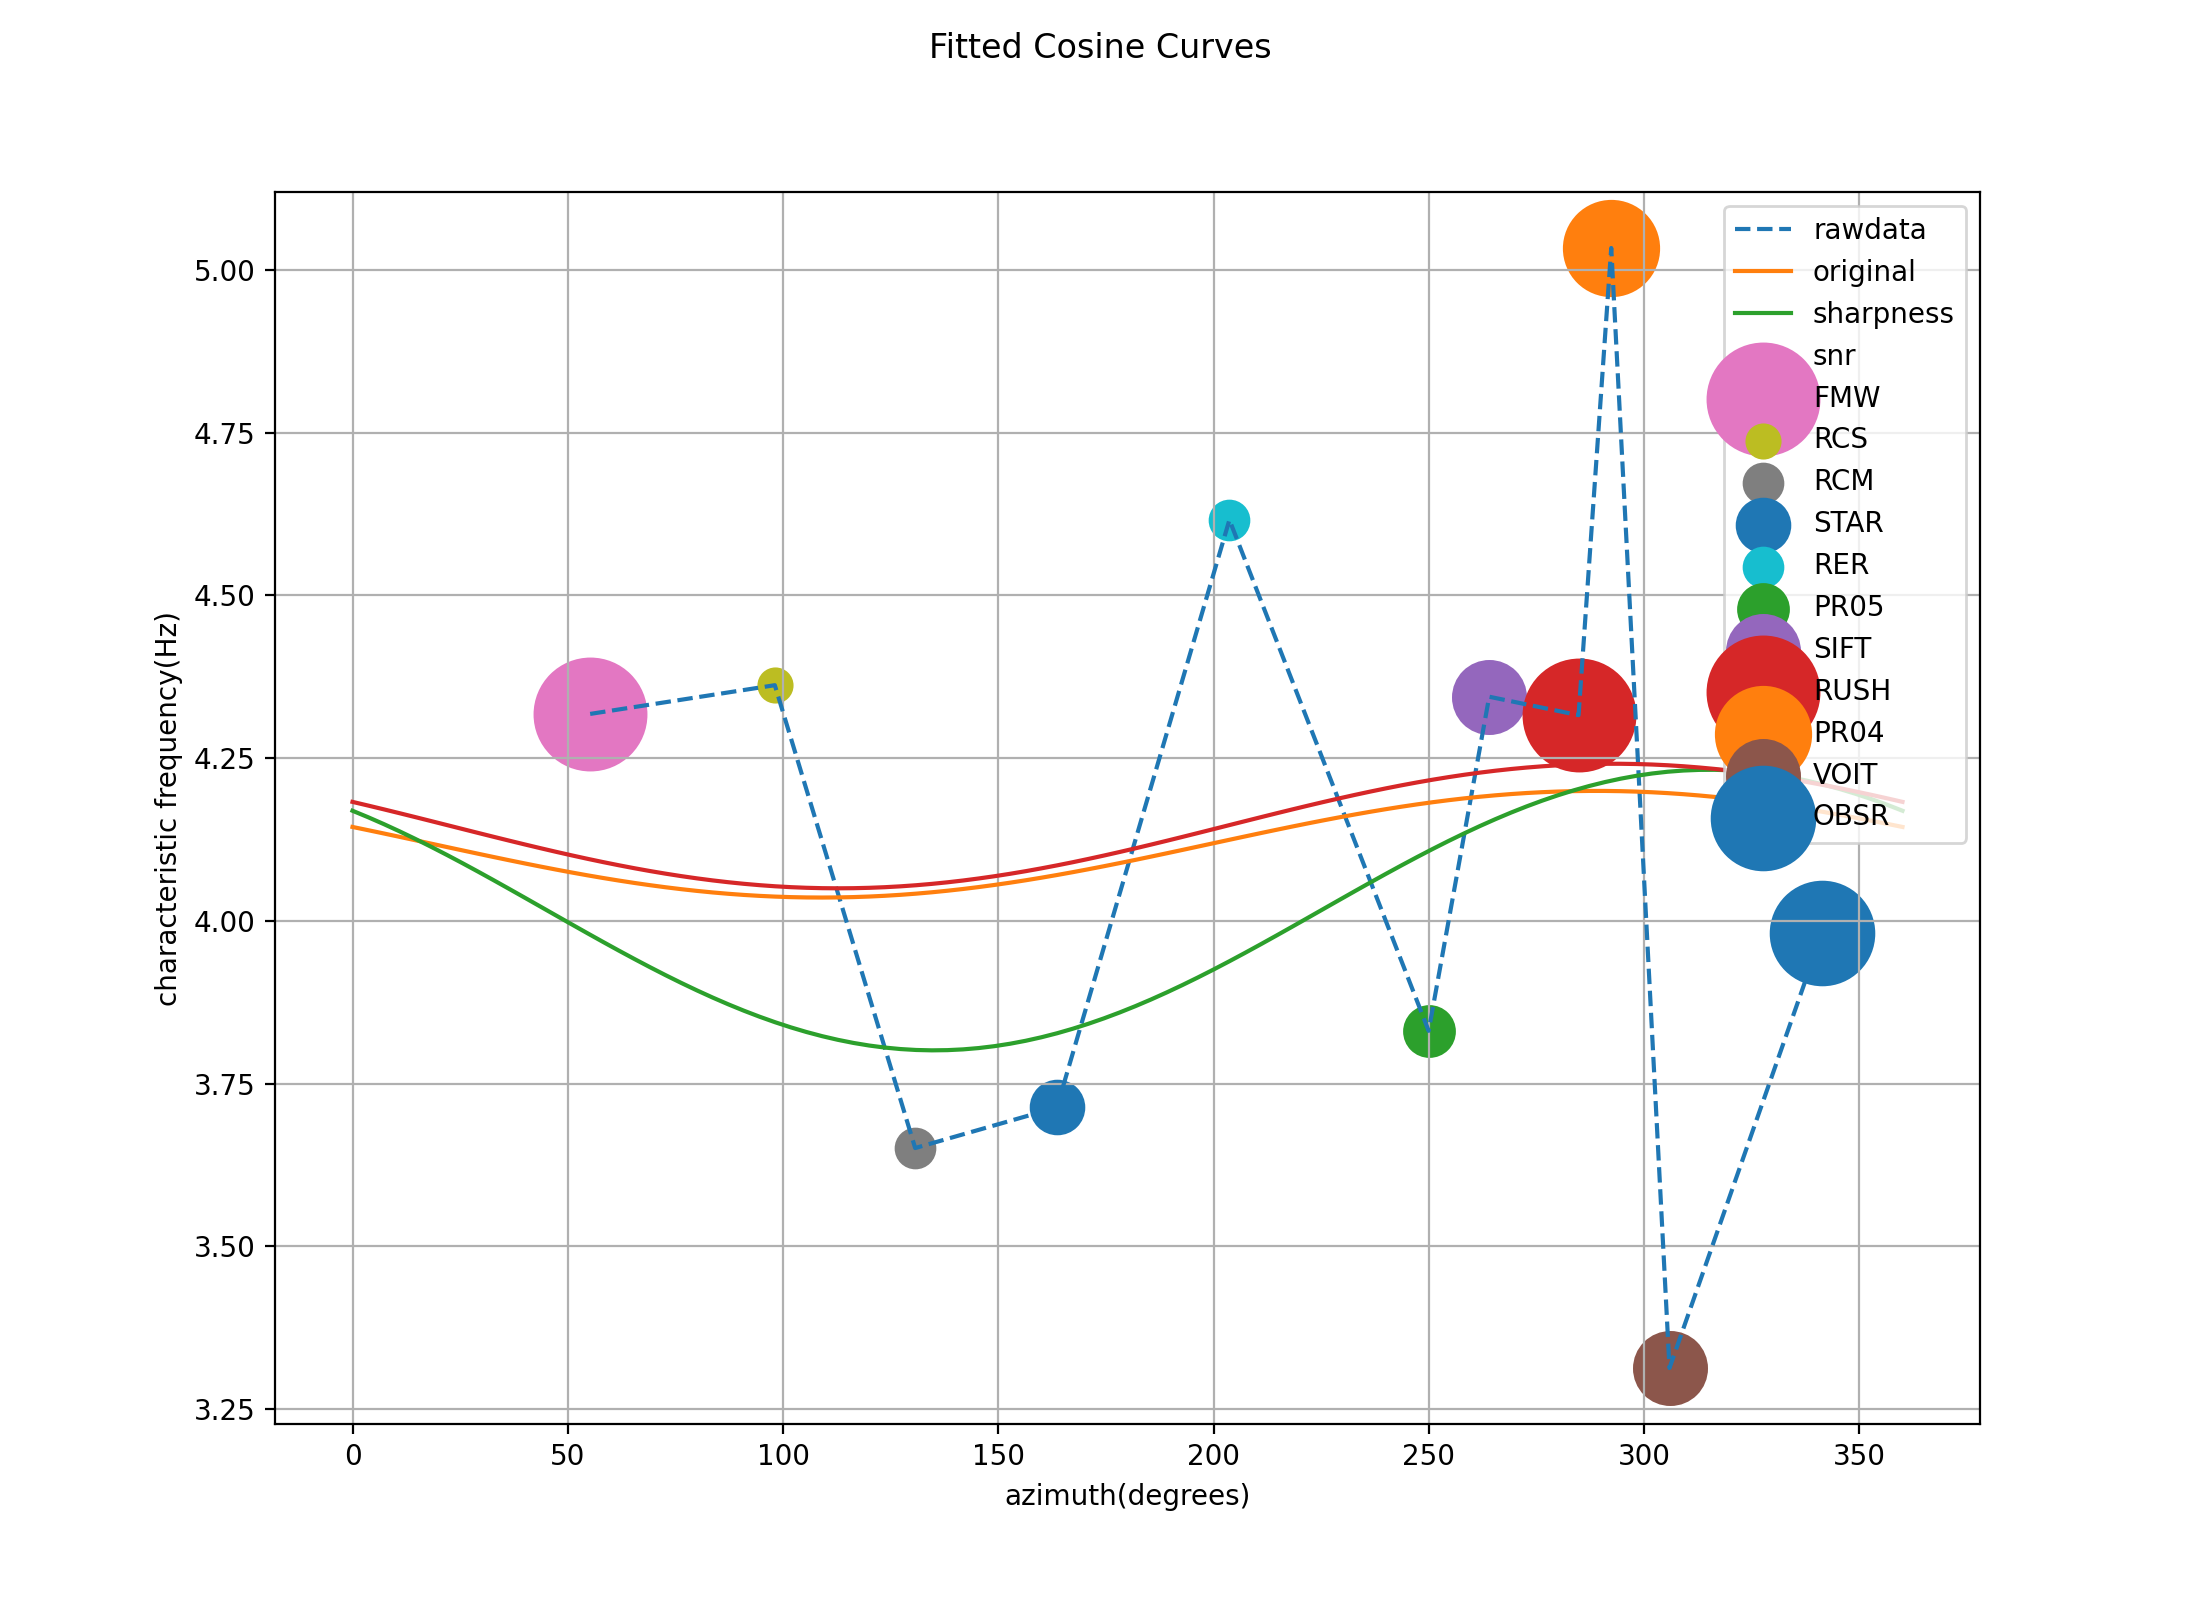 Fitted Cosine Curves
characteristic frequency(Hz)
5.00
4.75
4.50
4.25
4.00
3.75
3.50
3.25
rawdata
original
sharpness
snr
FMW
RCS
RCM
STAR
RER
PR05
SIFT
RUSH
PR04
VOIT
OBSR
0 50 100 150 200 250 300 350
azimuth(degrees)